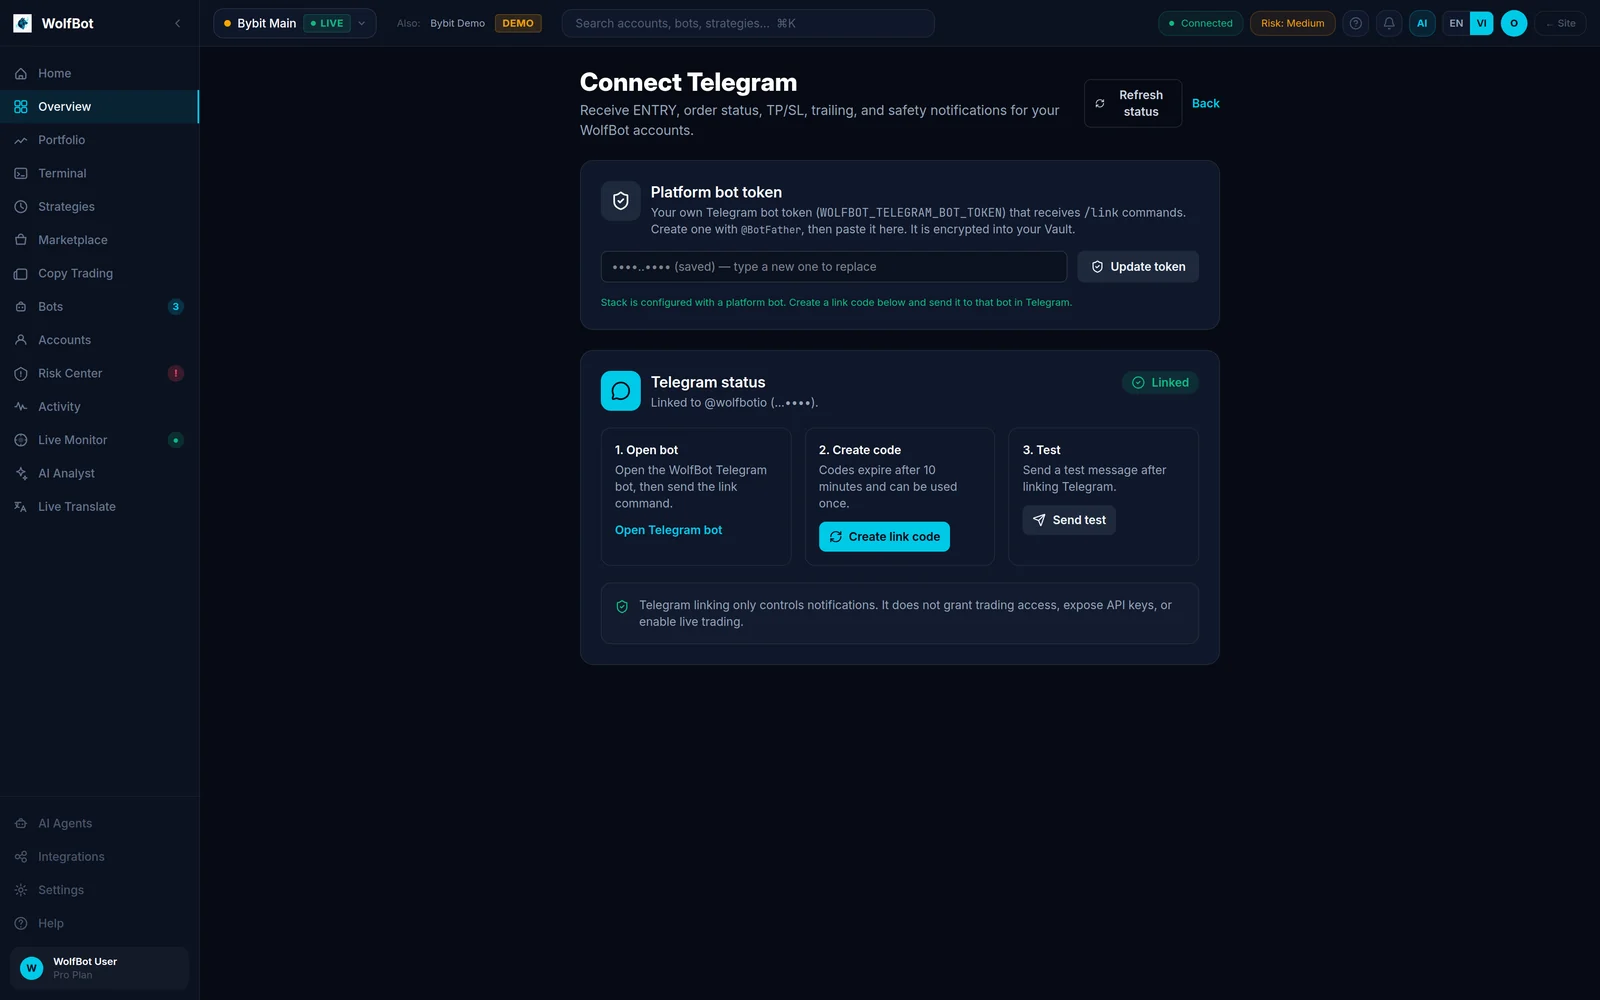 WolfBot
Bybit Main
LIVE
Also:
Bybit Demo
DEMO
Search accounts, bots, strategies... ⌘K
Connected
Risk: Medium
AI
EN
VI
O
← Site
Home
Overview
Portfolio
Terminal
Strategies
Marketplace
Copy Trading
Bots
3
Accounts
Risk Center
!
Activity
Live Monitor
AI Analyst
Live Translate
AI Agents
Integrations
Settings
Help
W
WolfBot User
Pro Plan
Connect Telegram
Receive ENTRY, order status, TP/SL, trailing, and safety notifications for your
WolfBot accounts.
Refresh
status
Back
Platform bot token
Your own Telegram bot token (WOLFBOT_TELEGRAM_BOT_TOKEN) that receives /link commands.
Create one with @BotFather, then paste it here. It is encrypted into your Vault.
••••..•••• (saved) — type a new one to replace
Update token
Stack is configured with a platform bot. Create a link code below and send it to that bot in Telegram.
Telegram status
Linked to @wolfbotio (...••••).
Linked
1. Open bot
Open the WolfBot Telegram
bot, then send the link
command.
Open Telegram bot
2. Create code
Codes expire after 10
minutes and can be used
once.
Create link code
3. Test
Send a test message after
linking Telegram.
Send test
Telegram linking only controls notifications. It does not grant trading access, expose API keys, or
enable live trading.